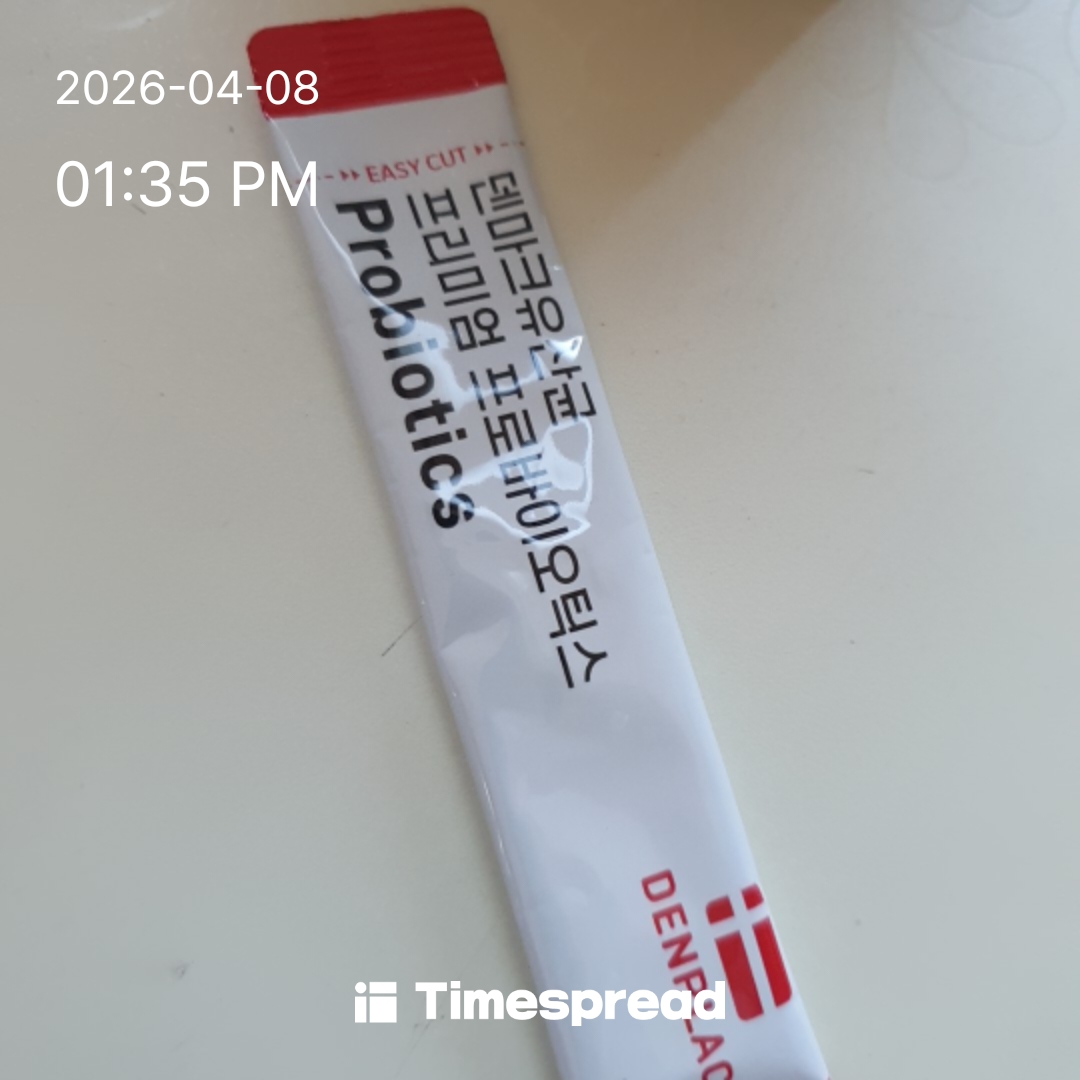 2026-04-08
01:35 PM
EASY CUT
덴마크유산균
프리미엄 프로바이오틱스
Probiotics
Timespread